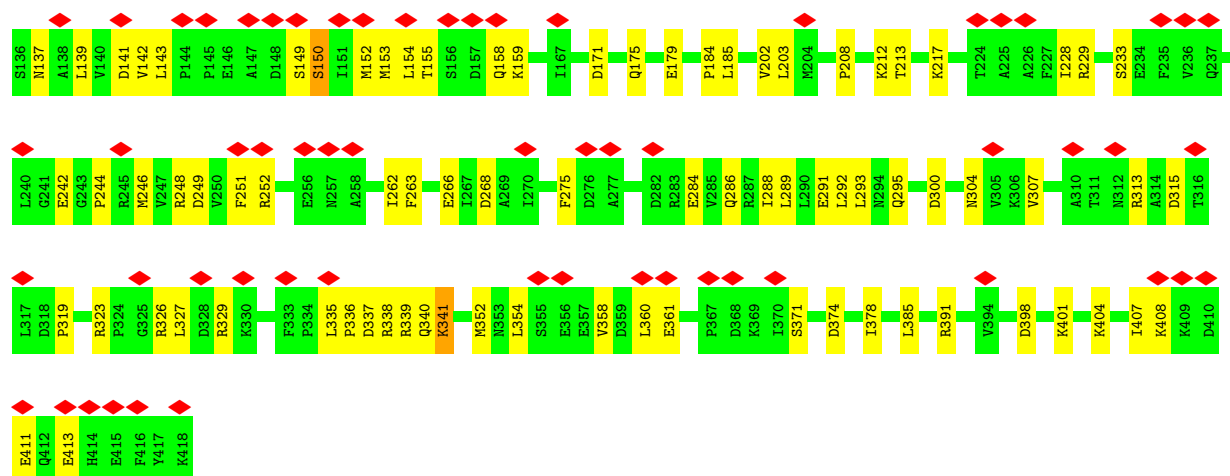 S136 N137 A138 L139 V140 D141 V142 L143 P144 P145 E146 A147 D148 S149 S150 I151 M152 M153 L154 T155 S156 D157 Q158 K159 I167 D171 Q175 E179 P184 L185 V202 L203 M204 P208 K212 T213 K217 T224 A225 A226 F227 I228 R229 S233 E234 F235 V236 Q237
L240 G241 E242 G243 P244 R245 M246 V247 R248 D249 V250 F251 R252 E256 N257 A258 I262 F263 E266 I267 D268 A269 I270 F275 D276 A277 D282 R283 E284 V285 Q286 R287 I288 L289 L290 E291 L292 L293 N294 Q295 D300 N304 V305 K306 V307 A310 T311 N312 R313 A314 D315 T316
L317 D318 P319 R323 P324 G325 R326 L327 D328 R329 K330 F333 P334 L335 P336 D337 R338 R339 Q340 K341 M352 N353 L354 S355 E356 E357 V358 D359 L360 E361 P367 D368 K369 I370 S371 D374 I378 L385 R391 V394 D398 K401 K404 I407 K408 K409 D410
E411 Q412 E413 H414 E415 F416 Y417 K418